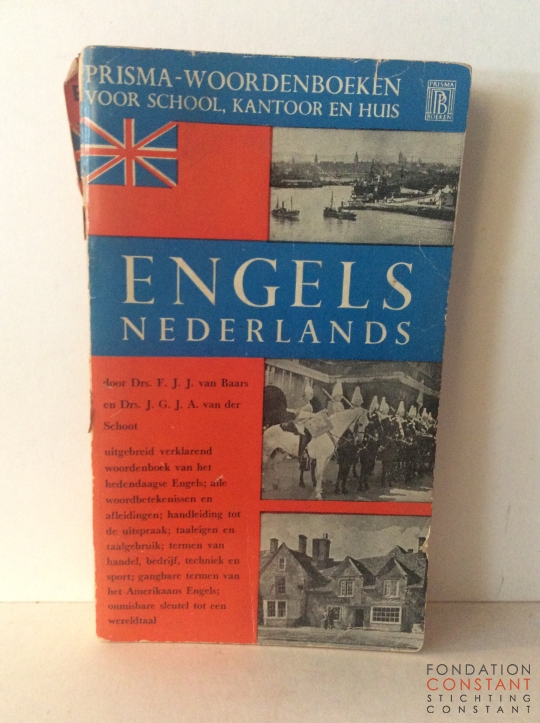 PRISMA-WOORDENBOEKEN
VOOR SCHOOL, KANTOOR EN HUIS
PRISMA
BOEKEN
ENGELS
NEDERLANDS
door Drs. F. J. J. van Baars
en Drs. J. G. J. A. van der
Schoot
uitgebreid verklarend
woordenboek van het
hedendaagse Engels; alle
woordbetekenissen en
afleidingen; handleiding tot
de uitspraak; taaleigen en
taalgebruik; termen van
handel, bedrijf, techniek en
sport; gangbare termen van
het Amerikaans Engels;
onmisbare sleutel tot een
wereldtaal
FONDATION
CONSTANT
STICHTING
CONSTANT